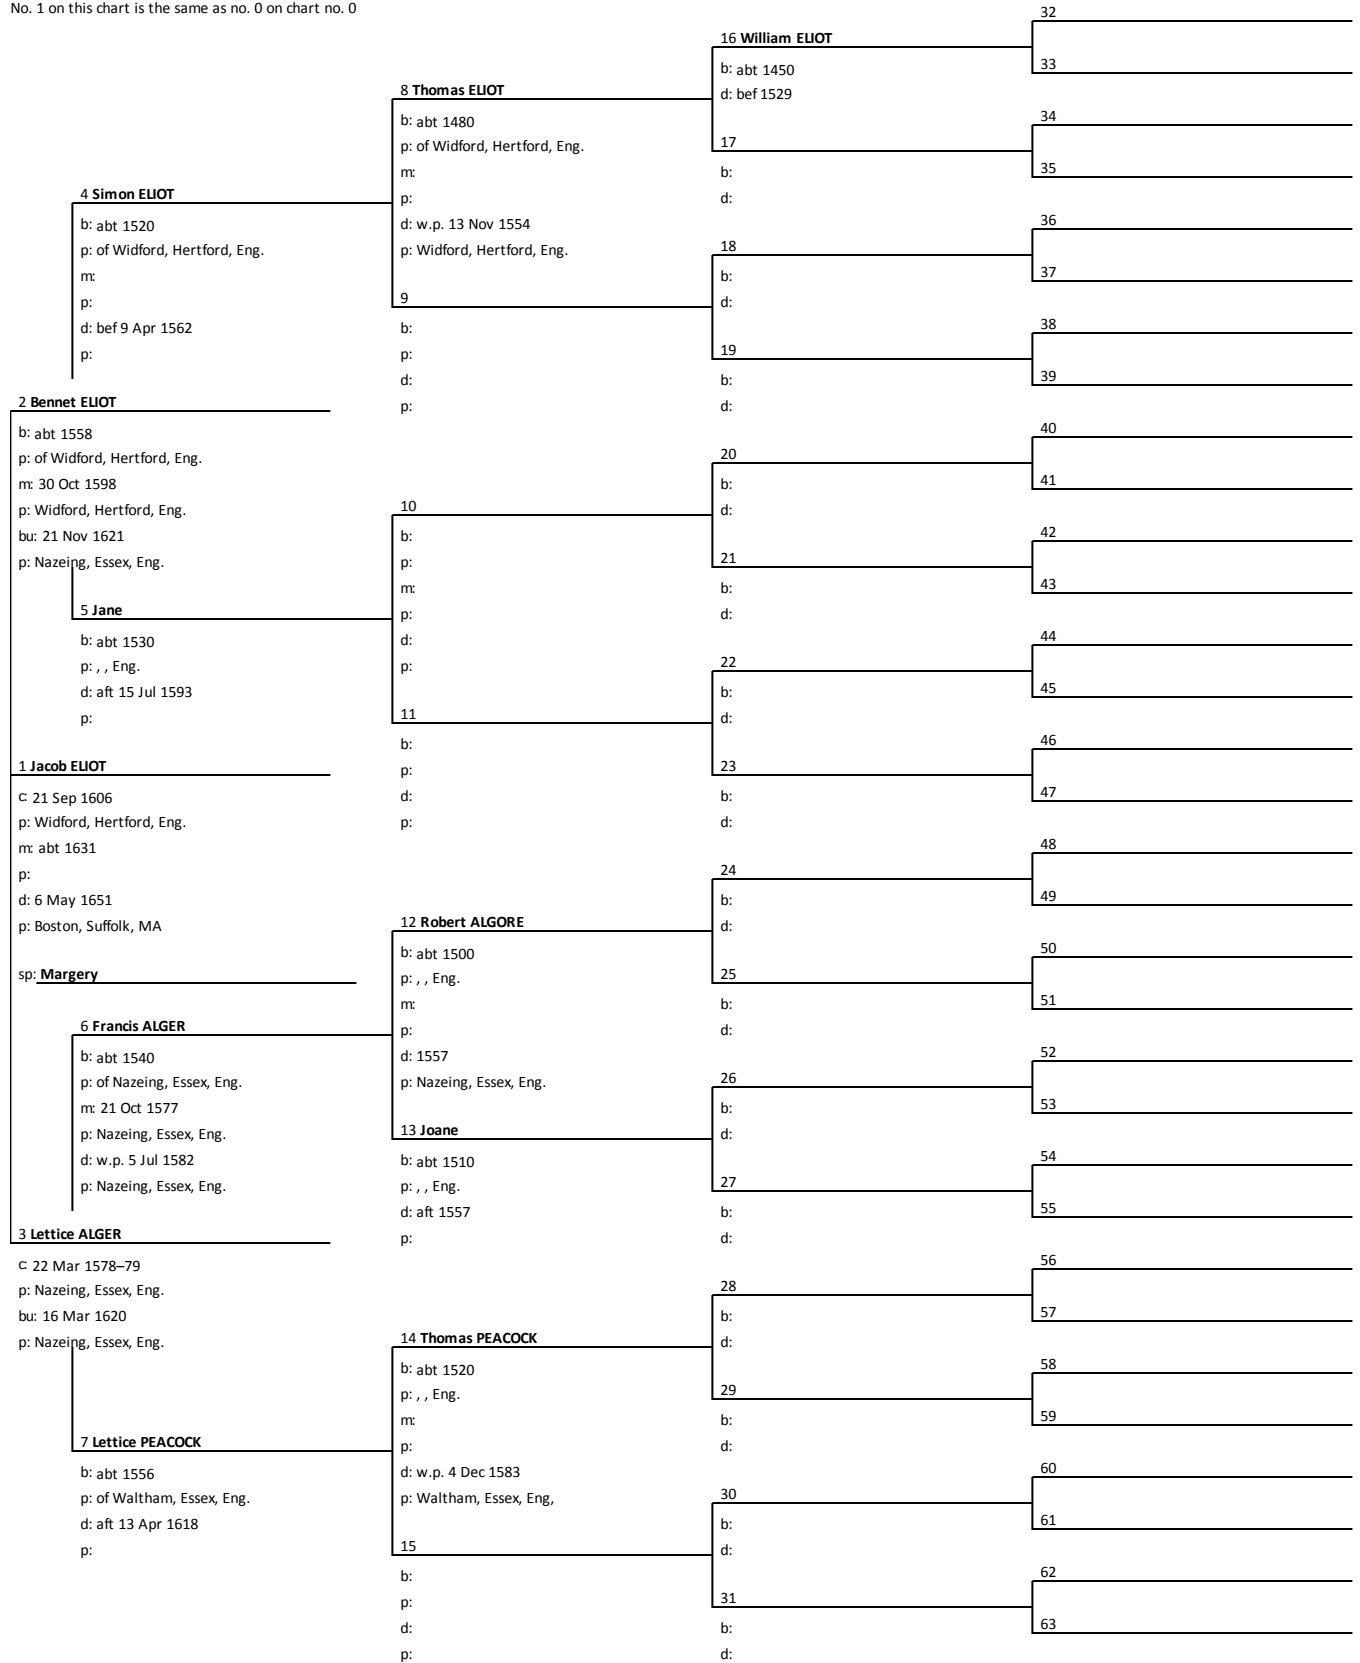 No. 1 on this chart is the same as no. 0 on chart no. 0
4 Simon ELIOT
b: abt 1520
p: of Widford, Hertford, Eng.
m:
p:
d: bef 9 Apr 1562
p:
2 Bennet ELIOT
b: abt 1558
p: of Widford, Hertford, Eng.
m: 30 Oct 1598
p: Widford, Hertford, Eng.
bu: 21 Nov 1621
p: Nazeing, Essex, Eng.
5 Jane
b: abt 1530
p: , , Eng.
d: aft 15 Jul 1593
p:
1 Jacob ELIOT
c: 21 Sep 1606
p: Widford, Hertford, Eng.
m: abt 1631
p:
d: 6 May 1651
p: Boston, Suffolk, MA
sp: Margery
6 Francis ALGER
b: abt 1540
p: of Nazeing, Essex, Eng.
m: 21 Oct 1577
p: Nazeing, Essex, Eng.
d: w.p. 5 Jul 1582
p: Nazeing, Essex, Eng.
3 Lettice ALGER
c: 22 Mar 1578–79
p: Nazeing, Essex, Eng.
bu: 16 Mar 1620
p: Nazeing, Essex, Eng.
7 Lettice PEACOCK
b: abt 1556
p: of Waltham, Essex, Eng.
d: aft 13 Apr 1618
p:
8 Thomas ELIOT
b: abt 1480
p: of Widford, Hertford, Eng.
m:
p:
d: w.p. 13 Nov 1554
p: Widford, Hertford, Eng.
9
b:
p:
d:
p:
10
b:
p:
m:
p:
d:
p:
11
b:
p:
d:
p:
12 Robert ALGORE
b: abt 1500
p: , , Eng.
m:
p:
d: 1557
p: Nazeing, Essex, Eng.
13 Joane
b: abt 1510
p: , , Eng.
d: aft 1557
p:
14 Thomas PEACOCK
b: abt 1520
p: , , Eng.
m:
p:
d: w.p. 4 Dec 1583
p: Waltham, Essex, Eng,
15
b:
p:
d:
p:
16 William ELIOT
b: abt 1450
d: bef 1529
17
b:
d:
18
b:
d:
19
b:
d:
20
b:
d:
21
b:
d:
22
b:
d:
23
b:
d:
24
b:
d:
25
b:
d:
26
b:
d:
27
b:
d:
28
b:
d:
29
b:
d:
30
b:
d:
31
b:
d:
32
33
34
35
36
37
38
39
40
41
42
43
44
45
46
47
48
49
50
51
52
53
54
55
56
57
58
59
60
61
62
63